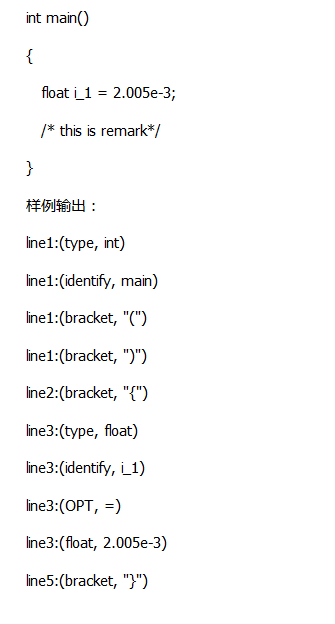 int main()
{
float i_1 = 2.005e-3;
/* this is remark*/
}
样例输出：
line1:(type, int)
line1:(identify, main)
line1:(bracket, "(")
line1:(bracket, ")")
line2:(bracket, "{")
line3:(type, float)
line3:(identify, i_1)
line3:(OPT, =)
line3:(float, 2.005e-3)
line5:(bracket, "}")